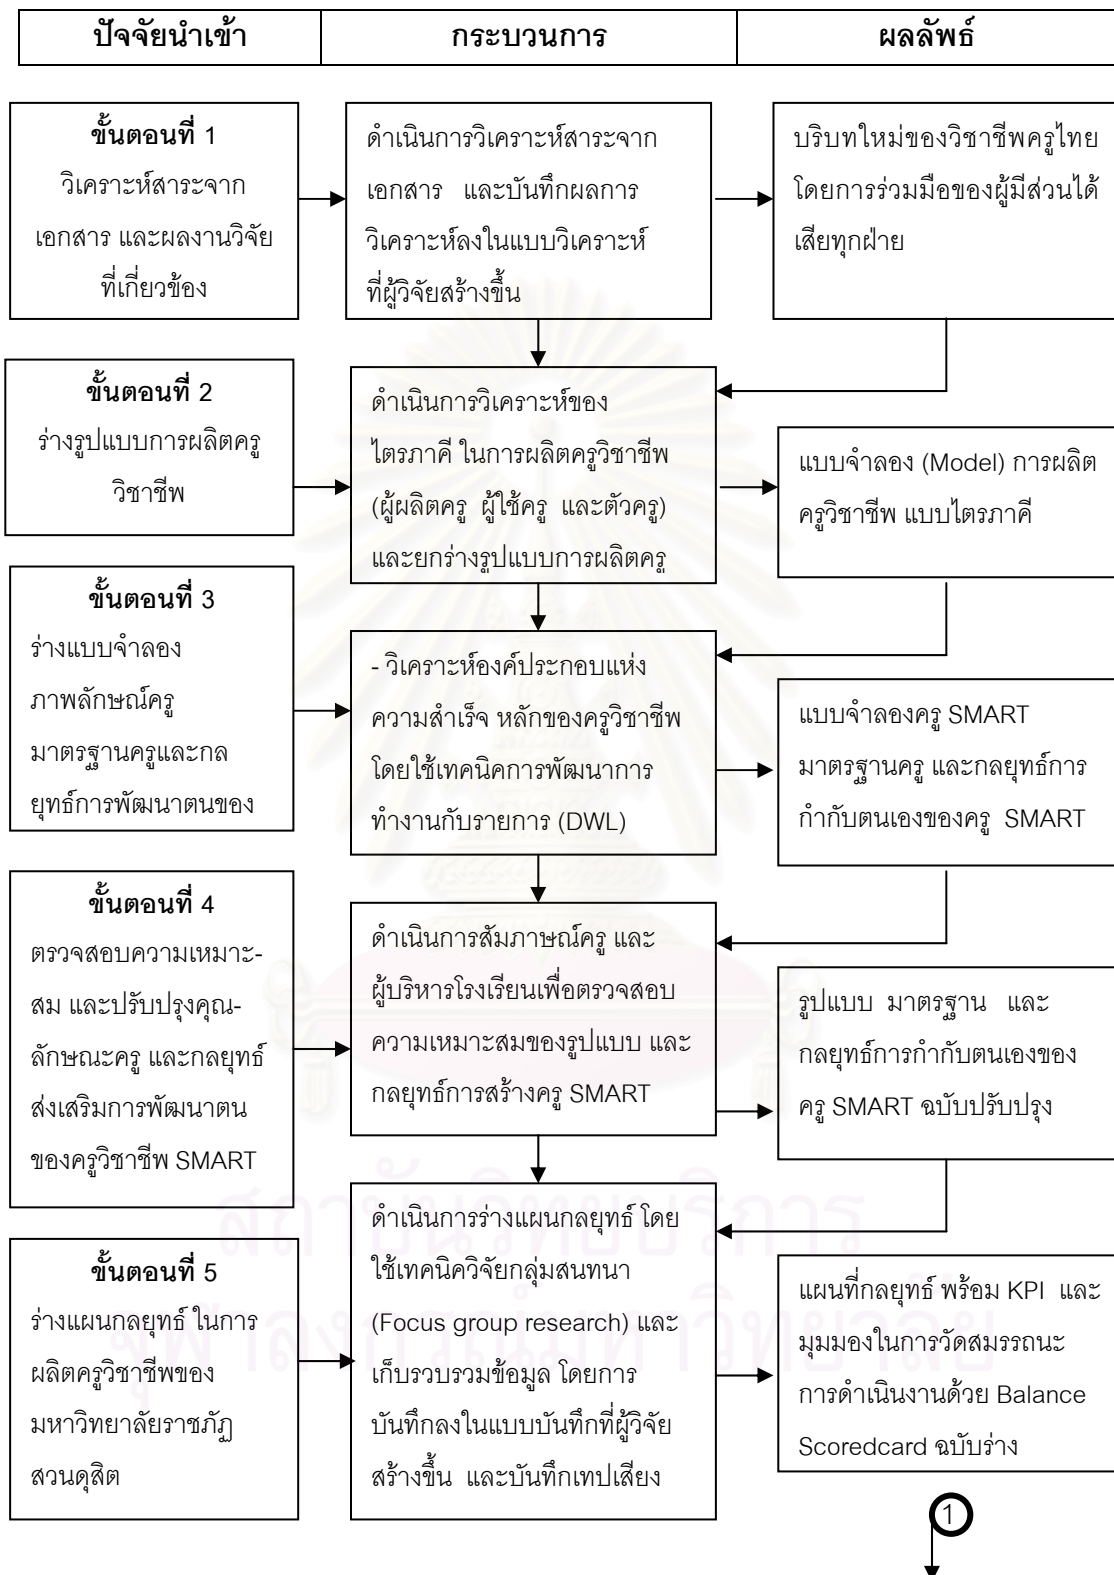 ปัจจัยนำเข้า
กระบวนการ
ผลลัพธ์
ขั้นตอนที่ 1
วิเคราะห์สาระจาก
เอกสาร และผลงานวิจัย
ที่เกี่ยวข้อง
ดำเนินการวิเคราะห์สาระจาก
เอกสาร และบันทึกผลการ
วิเคราะห์ลงในแบบวิเคราะห์
ที่ผู้วิจัยสร้างขึ้น
บริบทใหม่ของวิชาชีพครูไทย
โดยการร่วมมือของผู้มีส่วนได้
เสียทุกฝ่าย
ขั้นตอนที่ 2
ร่างรูปแบบการผลิตครู
วิชาชีพ
ดำเนินการวิเคราะห์ของ
ไตรภาคี ในการผลิตครูวิชาชีพ
(ผู้ผลิตครู ผู้ใช้ครู และตัวครู)
และยกร่างรูปแบบการผลิตครู
แบบจำลอง (Model) การผลิต
ครูวิชาชีพ แบบไตรภาคี
ขั้นตอนที่ 3
ร่างแบบจำลอง
ภาพลักษณ์ครู
มาตรฐานครูและกล
ยุทธ์การพัฒนาตนของ
- วิเคราะห์องค์ประกอบแห่ง
ความสำเร็จ หลักของครูวิชาชีพ
โดยใช้เทคนิคการพัฒนาการ
ทำงานกับรายการ (DWL)
แบบจำลองครู SMART
มาตรฐานครู และกลยุทธ์การ
กำกับตนเองของครู SMART
ขั้นตอนที่ 4
ตรวจสอบความเหมาะ-
สม และปรับปรุงคุณ-
ลักษณะครู และกลยุทธ์
ส่งเสริมการพัฒนาตน
ของครูวิชาชีพ SMART
ดำเนินการสัมภาษณ์ครู และ
ผู้บริหารโรงเรียนเพื่อตรวจสอบ
ความเหมาะสมของรูปแบบ และ
กลยุทธ์การสร้างครู SMART
รูปแบบ มาตรฐาน และ
กลยุทธ์การกำกับตนเองของ
ครู SMART ฉบับปรับปรุง
ขั้นตอนที่ 5
ร่างแผนกลยุทธ์ ในการ
ผลิตครูวิชาชีพของ
มหาวิทยาลัยราชภัฏ
สวนดุสิต
ดำเนินการร่างแผนกลยุทธ์ โดย
ใช้เทคนิควิจัยกลุ่มสนทนา
(Focus group research) และ
เก็บรวบรวมข้อมูล โดยการ
บันทึกลงในแบบบันทึกที่ผู้วิจัย
สร้างขึ้น และบันทึกเทปเสียง
แผนที่กลยุทธ์ พร้อม KPI และ
มุมมองในการวัดสมรรถนะ
การดำเนินงานด้วย Balance
Scoredcard ฉบับร่าง
1
สถาบันวิทยบริการ
จุฬาลงกรณ์มหาวิทยาลัย